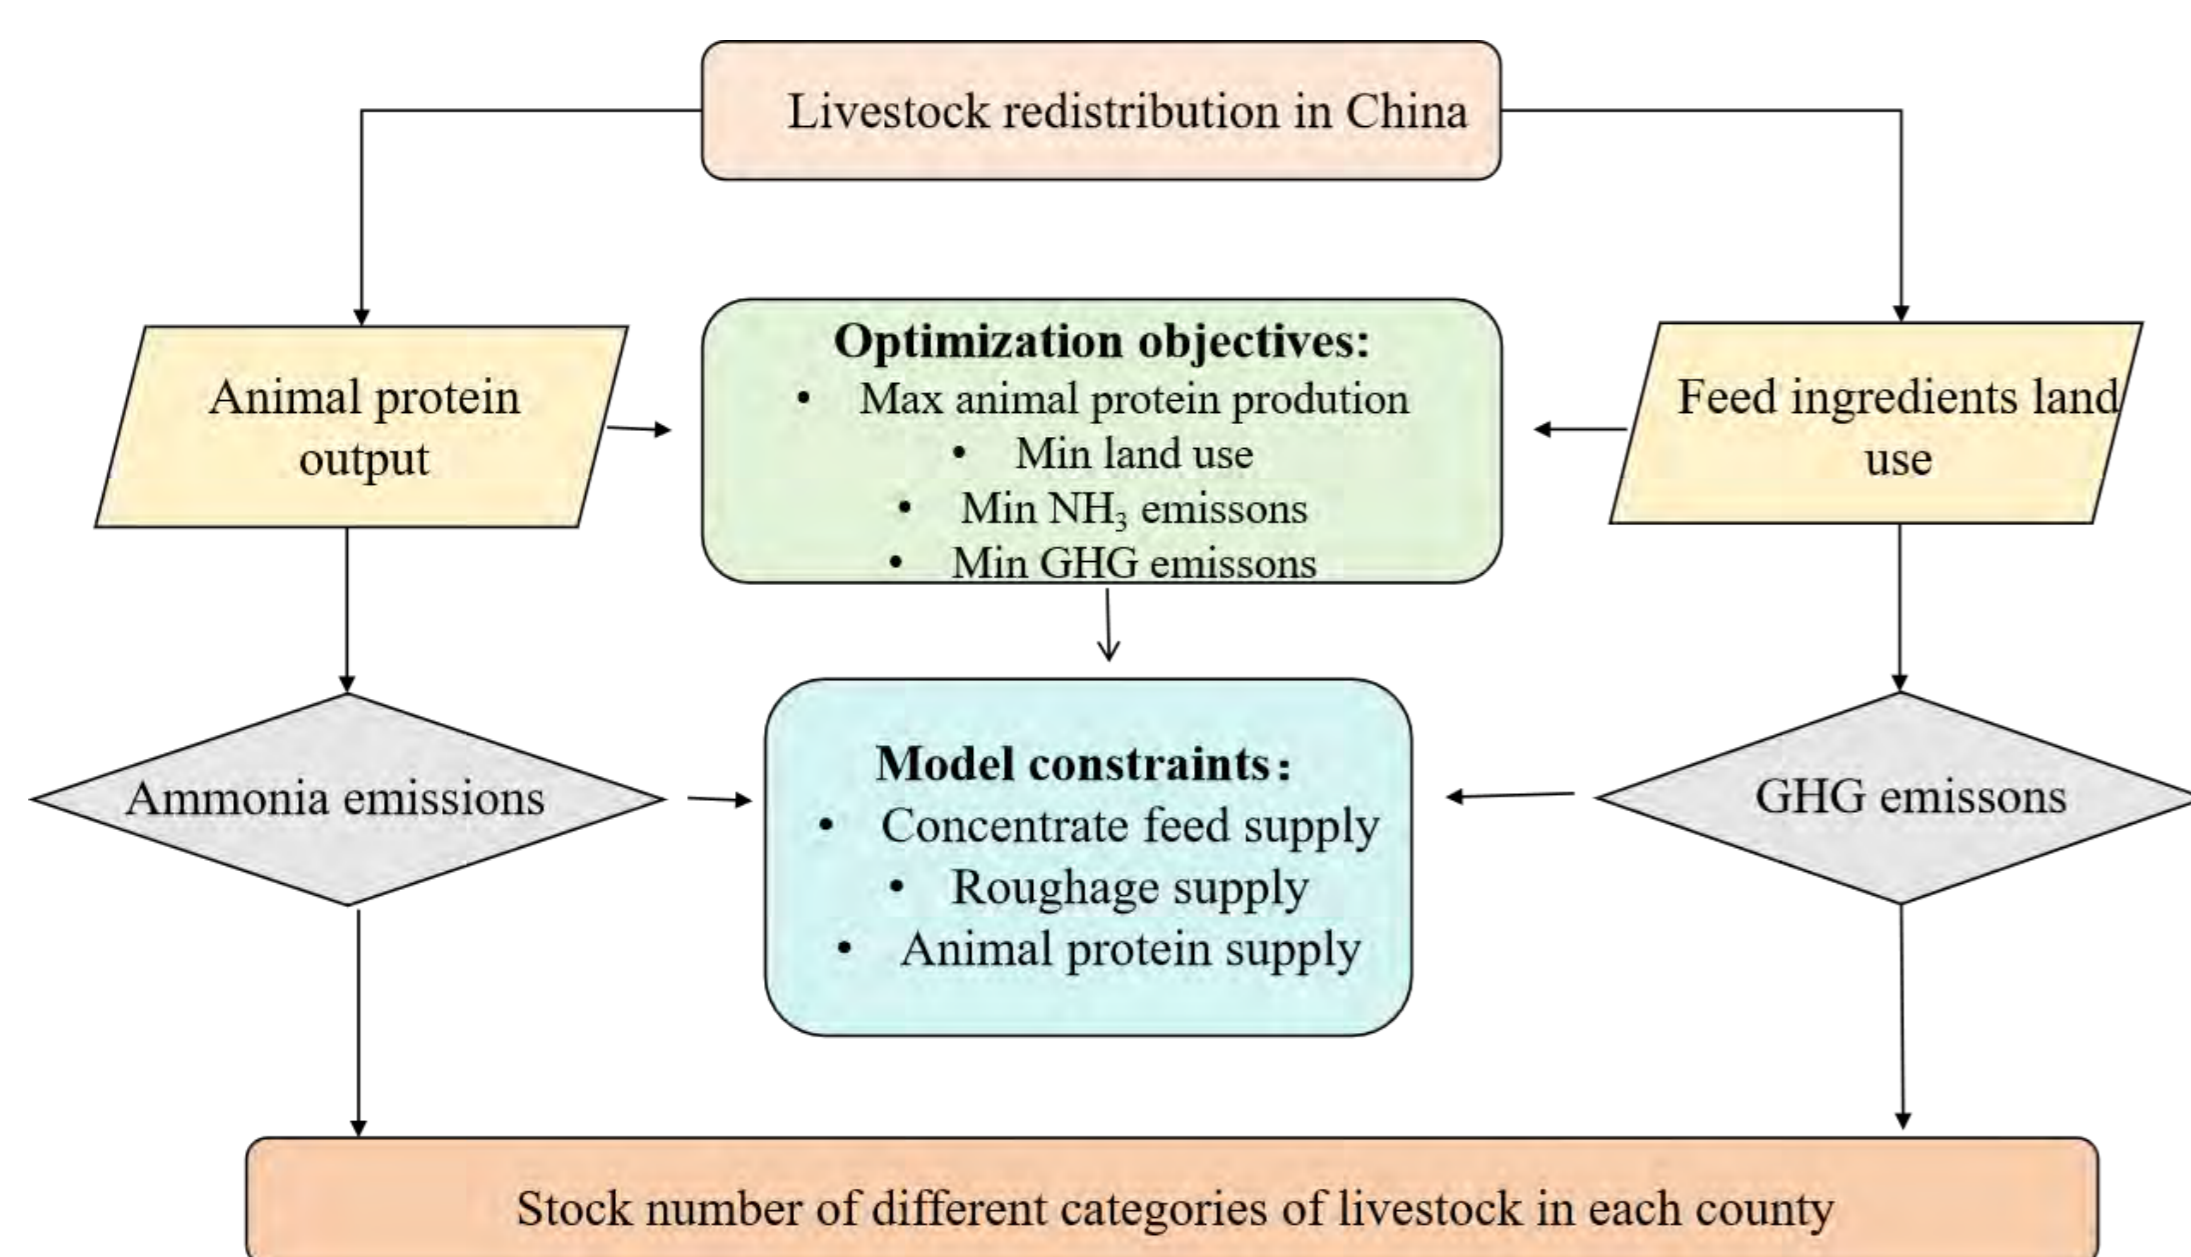 Livestock redistribution in China
Animal protein
output
Optimization objectives:
• Max animal protein prodution
• Min land use
• Min NH₃ emissons
• Min GHG emissons
Feed ingredients land
use
Ammonia emissions
Model constraints：
• Concentrate feed supply
• Roughage supply
• Animal protein supply
GHG emissons
Stock number of different categories of livestock in each county